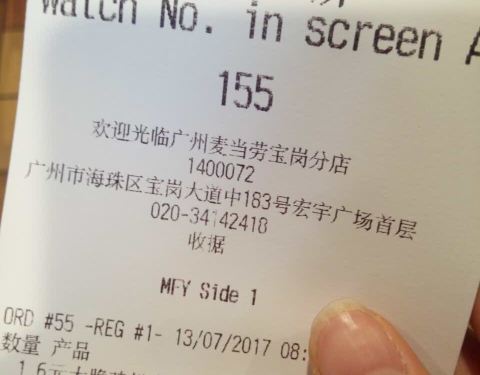 Watch No. in screen
155
欢迎光临广州麦当劳宝岗分店
1400072
广州市海珠区宝岗大道中183号宏宇广场首层
020-34142418
收据
MFY Side 1
ORD #55 -REG #1- 13/07/2017 08:
数量 产品